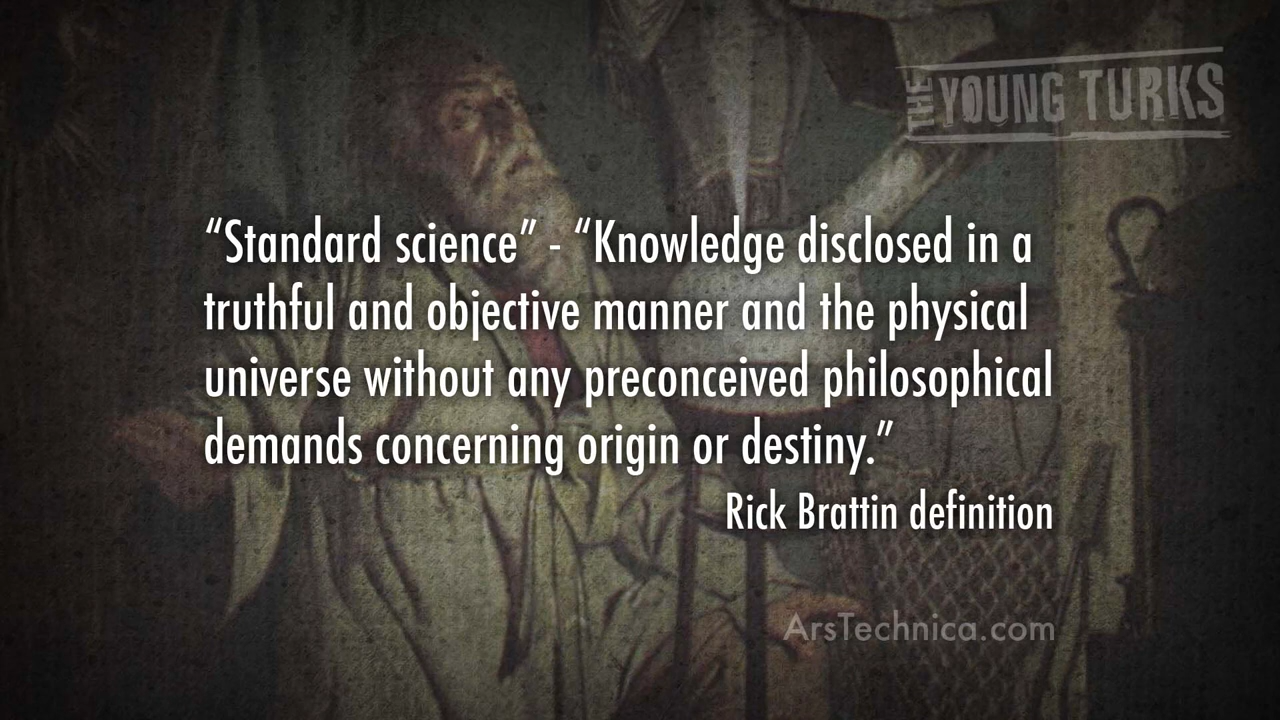 THE YOUNG TURKS
“Standard science” - “Knowledge disclosed in a
truthful and objective manner and the physical
universe without any preconceived philosophical
demands concerning origin or destiny.”
Rick Brattin definition
ArsTechnica.com